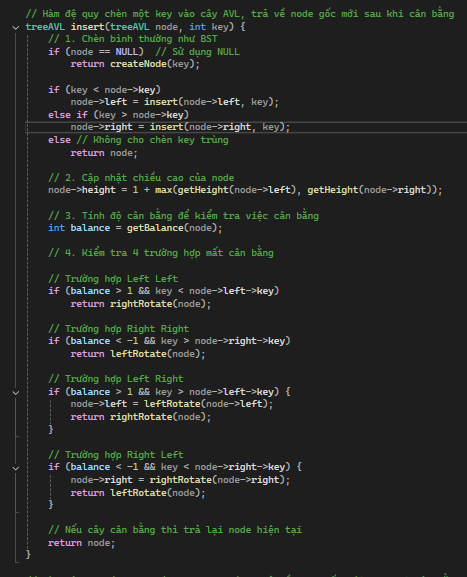 // Hàm đệ quy chèn một key vào cây AVL, trả về node gốc mới sau khi cân bằng
treeAVL insert(treeAVL node, int key) {
// 1. Chèn bình thường như BST
if (node == NULL)  // Sử dụng NULL
return createNode(key);
if (key < node->key)
node->left = insert(node->left, key);
else if (key > node->key)
node->right = insert(node->right, key);
else // Không cho chèn key trùng
return node;
// 2. Cập nhật chiều cao của node
node->height = 1 + max(getHeight(node->left), getHeight(node->right));
// 3. Tính độ cân bằng để kiểm tra việc cân bằng
int balance = getBalance(node);
// 4. Kiểm tra 4 trường hợp mất cân bằng
// Trường hợp Left Left
if (balance > 1 && key < node->left->key)
return rightRotate(node);
// Trường hợp Right Right
if (balance < -1 && key > node->right->key)
return leftRotate(node);
// Trường hợp Left Right
if (balance > 1 && key > node->left->key) {
node->left = leftRotate(node->left);
return rightRotate(node);
}
// Trường hợp Right Left
if (balance < -1 && key < node->right->key) {
node->right = rightRotate(node->right);
return leftRotate(node);
}
// Nếu cây cân bằng thì trả lại node hiện tại
return node;
}